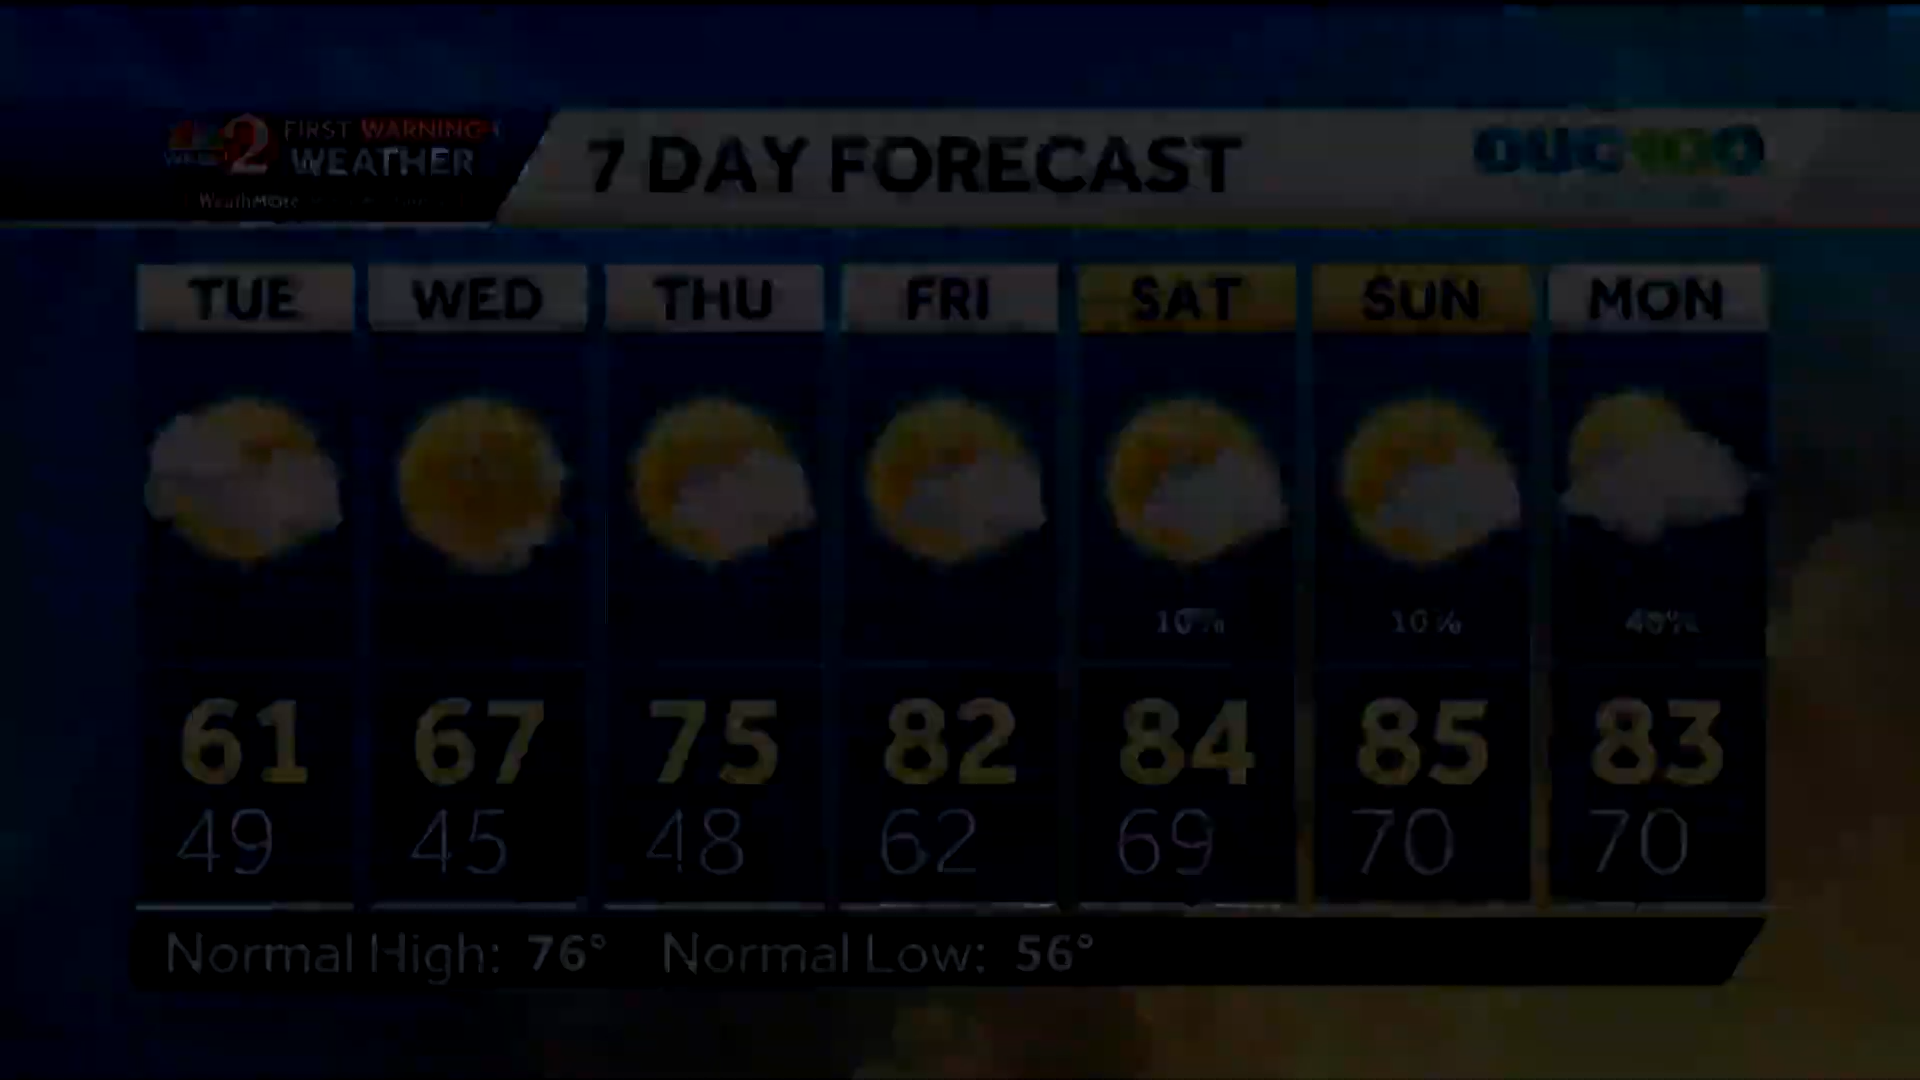 2 FIRST WARNING
WEATHER
7 DAY FORECAST
TUE WED THU FRI SAT SUN MON
10% 10% 40%
61 67 75 82 84 85 83
49 45 48 62 69 70 70
Normal High: 76° Normal Low: 56°